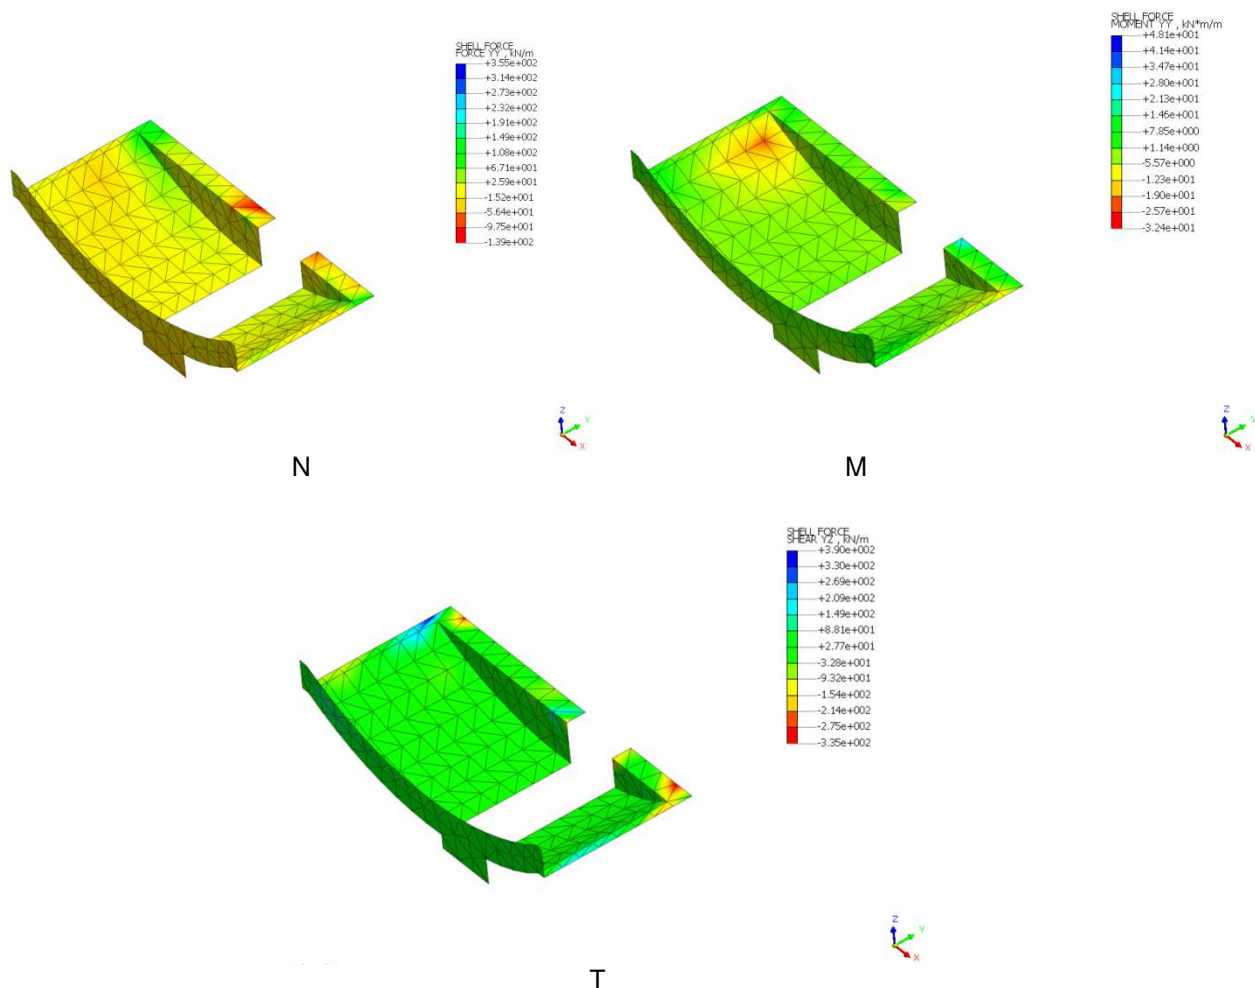 SHELL FORCE
FORCE YY , kN/m
+3.55e+002
+3.14e+002
+2.73e+002
+2.32e+002
+1.91e+002
+1.49e+002
+1.08e+002
+6.71e+001
+2.59e+001
-1.52e+001
-5.64e+001
-9.75e+001
-1.39e+002
Z
Y
X
N
SHELL FORCE
MOMENT YY , kN*m/m
+4.81e+001
+4.14e+001
+3.47e+001
+2.80e+001
+2.13e+001
+1.46e+001
+7.85e+000
+1.14e+000
-5.57e+000
-1.23e+001
-1.90e+001
-2.57e+001
-3.24e+001
Z
Y
X
M
SHELL FORCE
SHEAR YZ , kN/m
+3.90e+002
+3.30e+002
+2.69e+002
+2.09e+002
+1.49e+002
+8.81e+001
+2.77e+001
-3.28e+001
-9.32e+001
-1.54e+002
-2.14e+002
-2.75e+002
-3.35e+002
Z
Y
X
T